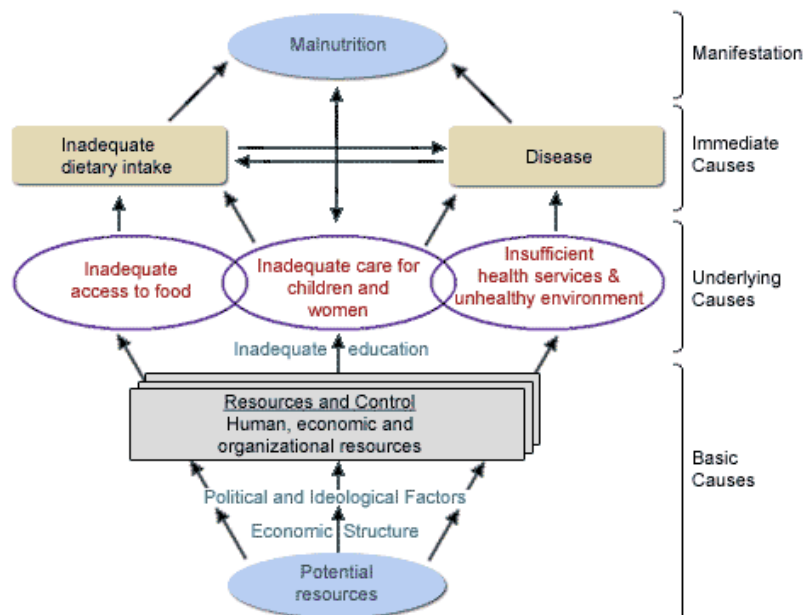 Malnutrition
Manifestation
Inadequate
dietary intake
Disease
Immediate
Causes
Inadequate
access to food
Inadequate care for
children and
women
Insufficient
health services &
unhealthy environment
Underlying
Causes
Inadequate education
Resources and Control
Human, economic and
organizational resources
Political and Ideological Factors
Economic Structure
Basic
Causes
Potential
resources